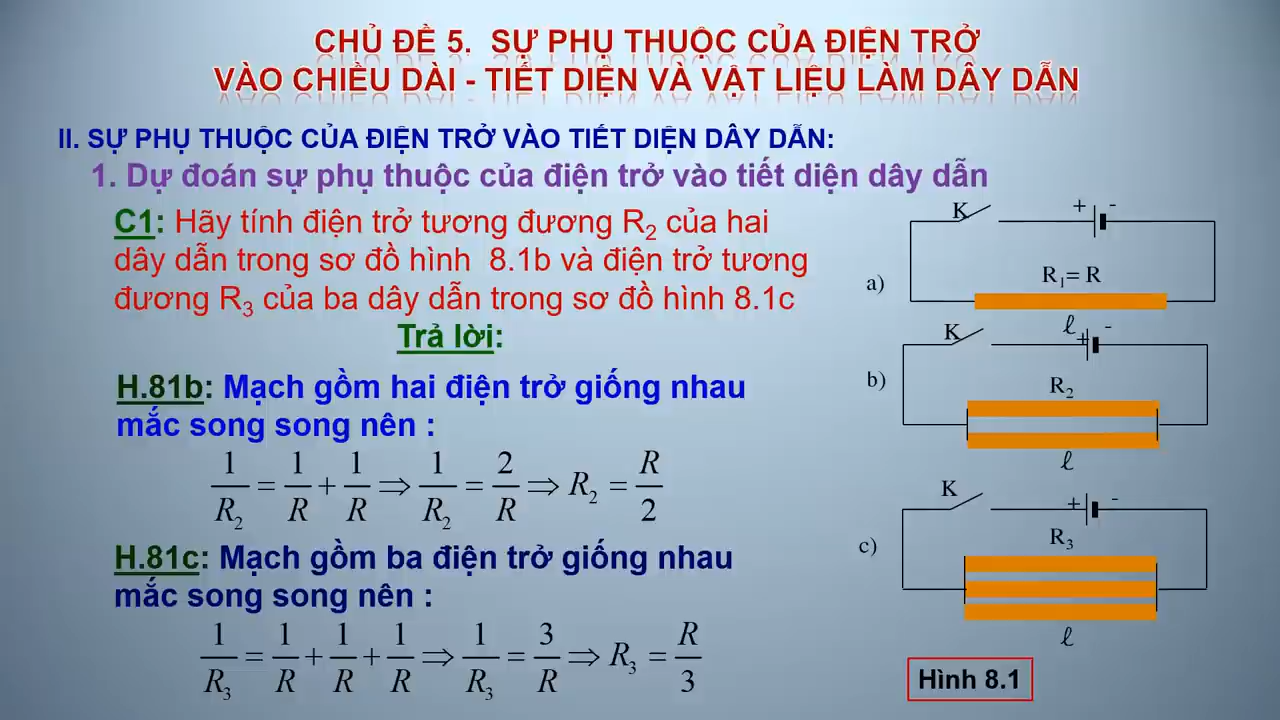 CHỦ ĐỀ 5. SỰ PHỤ THUỘC CỦA ĐIỆN TRỞ
VÀO CHIỀU DÀI - TIẾT DIỆN VÀ VẬT LIỆU LÀM DÂY DẪN
II. SỰ PHỤ THUỘC CỦA ĐIỆN TRỞ VÀO TIẾT DIỆN DÂY DẪN:
1. Dự đoán sự phụ thuộc của điện trở vào tiết diện dây dẫn
C1: Hãy tính điện trở tương đương R₂ của hai
dây dẫn trong sơ đồ hình 8.1b và điện trở tương
đương R₃ của ba dây dẫn trong sơ đồ hình 8.1c
Trả lời:
H.81b: Mạch gồm hai điện trở giống nhau
mắc song song nên :
1/R₂ = 1/R + 1/R ⇒ 1/R₂ = 2/R ⇒ R₂ = R/2
H.81c: Mạch gồm ba điện trở giống nhau
mắc song song nên :
1/R₃ = 1/R + 1/R + 1/R ⇒ 1/R₃ = 3/R ⇒ R₃ = R/3
K + -
a) R₁= R
ℓ
K + -
b) R₂
ℓ
K + -
c) R₃
ℓ
Hình 8.1